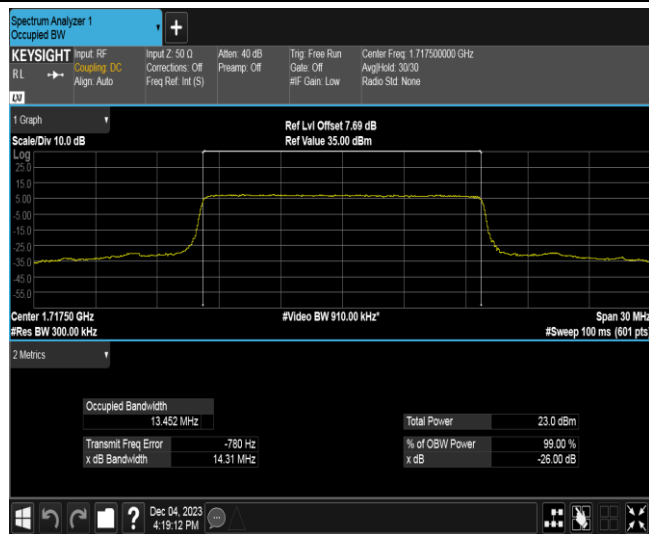 Spectrum Analyzer 1
Occupied BW
+
KEYSIGHT Input: RF Input Z: 50 Ω Atten: 40 dB Trig: Free Run Center Freq: 1.717500000 GHz
RL Coupling: DC Corrections: Off Preamp: Off Gate: Off Avg|Hold: 30/30
Align: Auto Freq Ref: Int (S) #IF Gain: Low Radio Std: None
LXI
1 Graph
Ref Lvl Offset 7.69 dB
Scale/Div 10.0 dB Ref Value 35.00 dBm
Log
25.0
15.0
5.00
-5.00
-15.0
-25.0
-35.0
-45.0
-55.0
Center 1.71750 GHz #Video BW 910.00 kHz* Span 30 MHz
#Res BW 300.00 kHz #Sweep 100 ms (601 pts)
2 Metrics
Occupied Bandwidth
13.452 MHz Total Power 23.0 dBm
Transmit Freq Error -780 Hz % of OBW Power 99.00 %
x dB Bandwidth 14.31 MHz x dB -26.00 dB
? Dec 04, 2023
4:19:12 PM